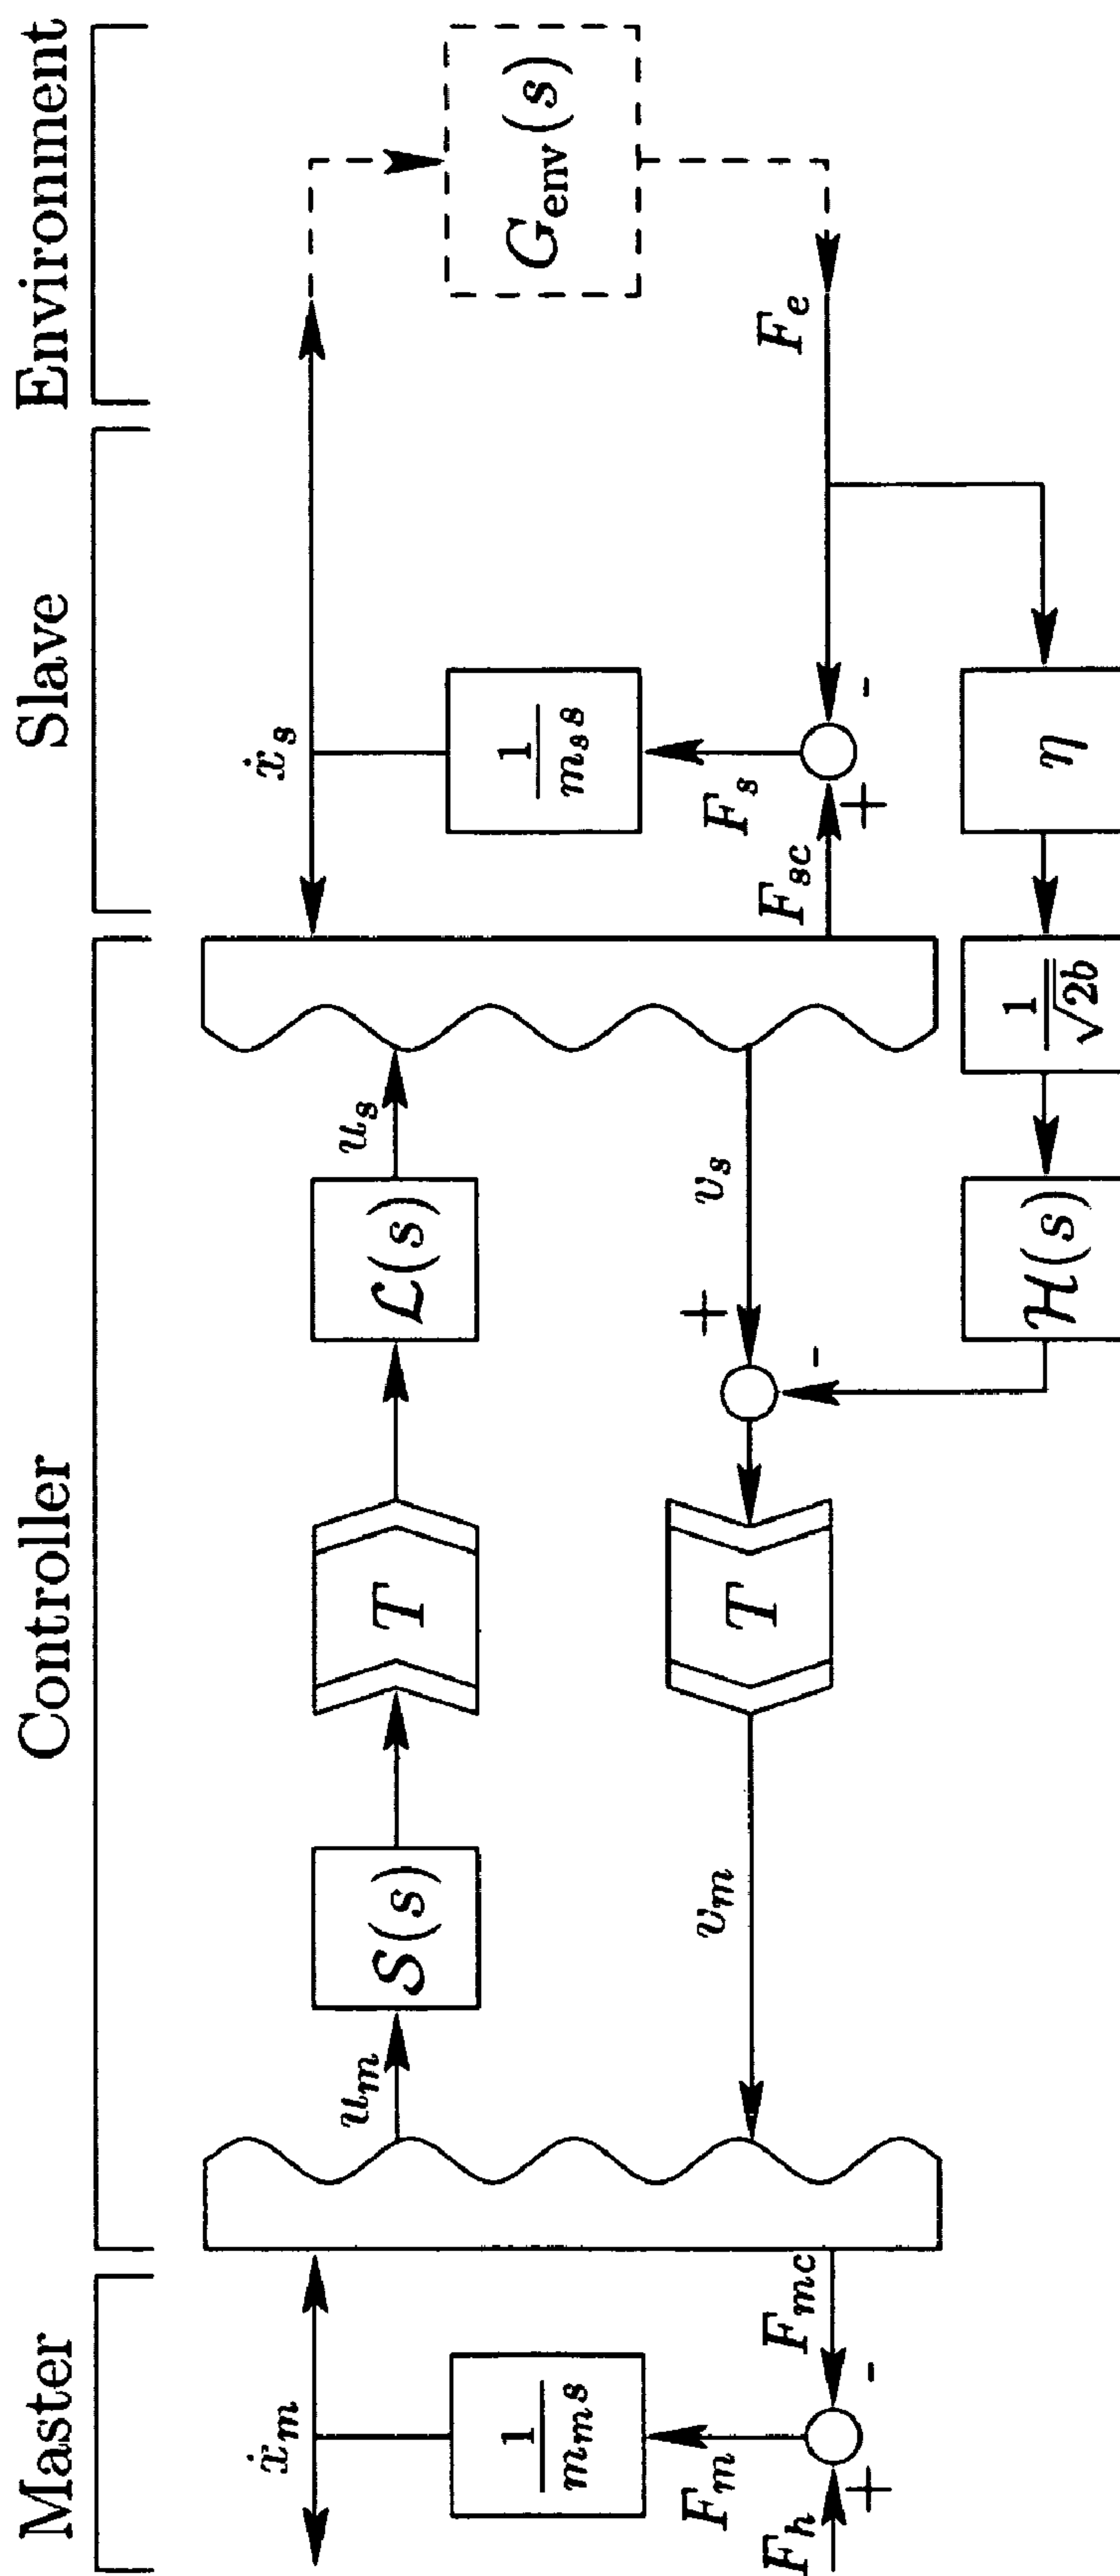 Master
Controller
Slave
Environment
ẋ_m
ẋ_s
u_m
S(s)
T
L(s)
u_s
1/(m_m s)
1/(m_s s)
G_env(s)
F_m
F_s
v_m
T
+
v_s
-
F_h
+
F_mc
-
F_sc
+
-
F_e
H(s)
1/√2b
η